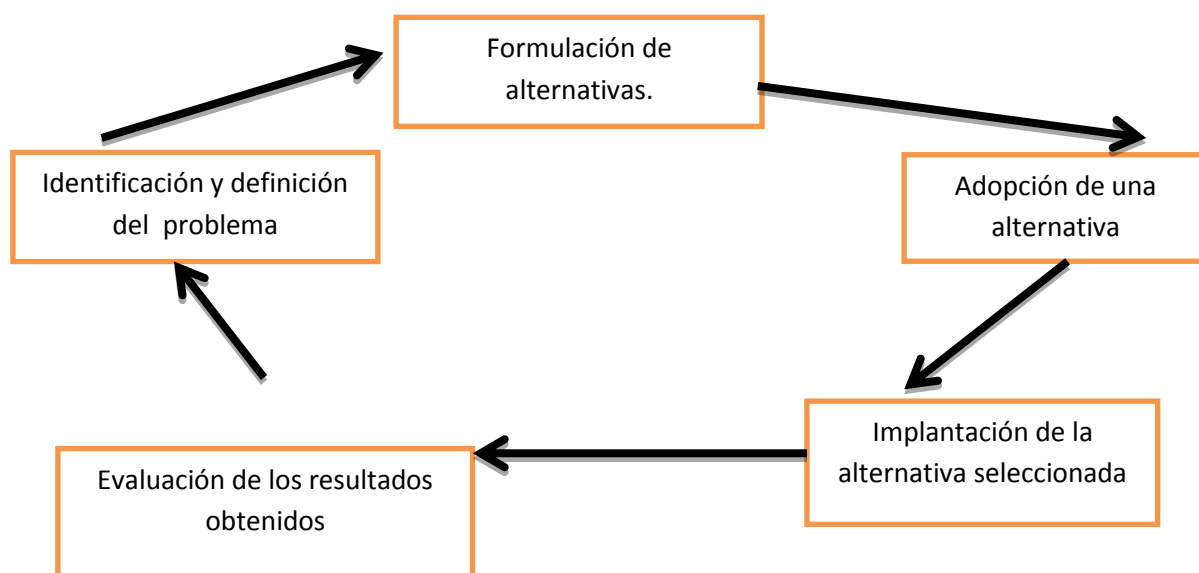 Formulación de
alternativas.
Identificación y definición
del problema
Adopción de una
alternativa
Implantación de la
alternativa seleccionada
Evaluación de los resultados
obtenidos